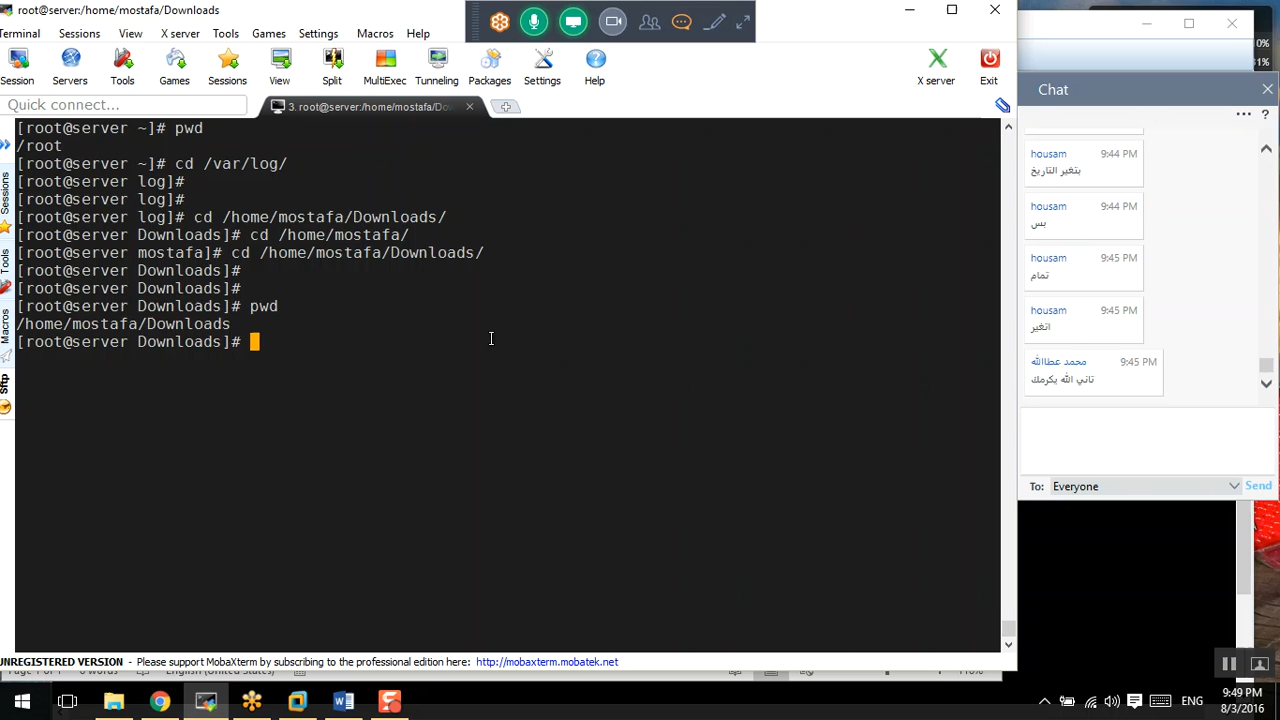 root@server:/home/mostafa/Downloads
Terminal Sessions View X server Tools Games Settings Macros Help
Session Servers Tools Games Sessions View Split MultiExec Tunneling Packages Settings Help X server Exit
Quick connect...
3. root@server:/home/mostafa/Do
[root@server ~]# pwd
/root
[root@server ~]# cd /var/log/
[root@server log]#
[root@server log]#
[root@server log]# cd /home/mostafa/Downloads/
[root@server Downloads]# cd /home/mostafa/
[root@server mostafa]# cd /home/mostafa/Downloads/
[root@server Downloads]#
[root@server Downloads]#
[root@server Downloads]# pwd
/home/mostafa/Downloads
[root@server Downloads]#
Sessions
Tools
Macros
Sftp
UNREGISTERED VERSION - Please support MobaXterm by subscribing to the professional edition here: http://mobaxterm.mobatek.net
0%
31%
Chat
housam 9:44 PM
بتغير التاريخ
housam 9:44 PM
بس
housam 9:45 PM
تمام
housam 9:45 PM
اتغير
محمد عطاالله 9:45 PM
تاني الله يكرمك
To: Everyone Send
ENG
9:49 PM
8/3/2016